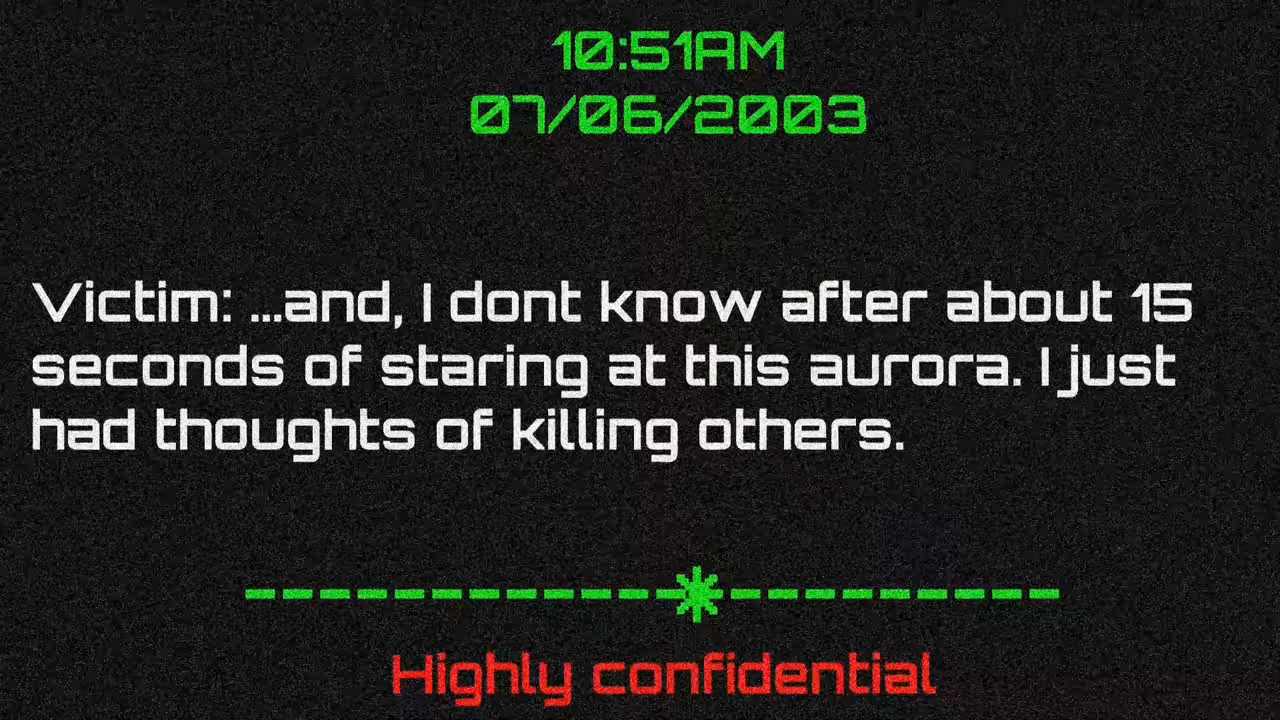 10:51AM
07/06/2003
Victim: ...and, I dont know after about 15
seconds of staring at this aurora. I just
had thoughts of killing others.
-----------*---------
Highly confidential